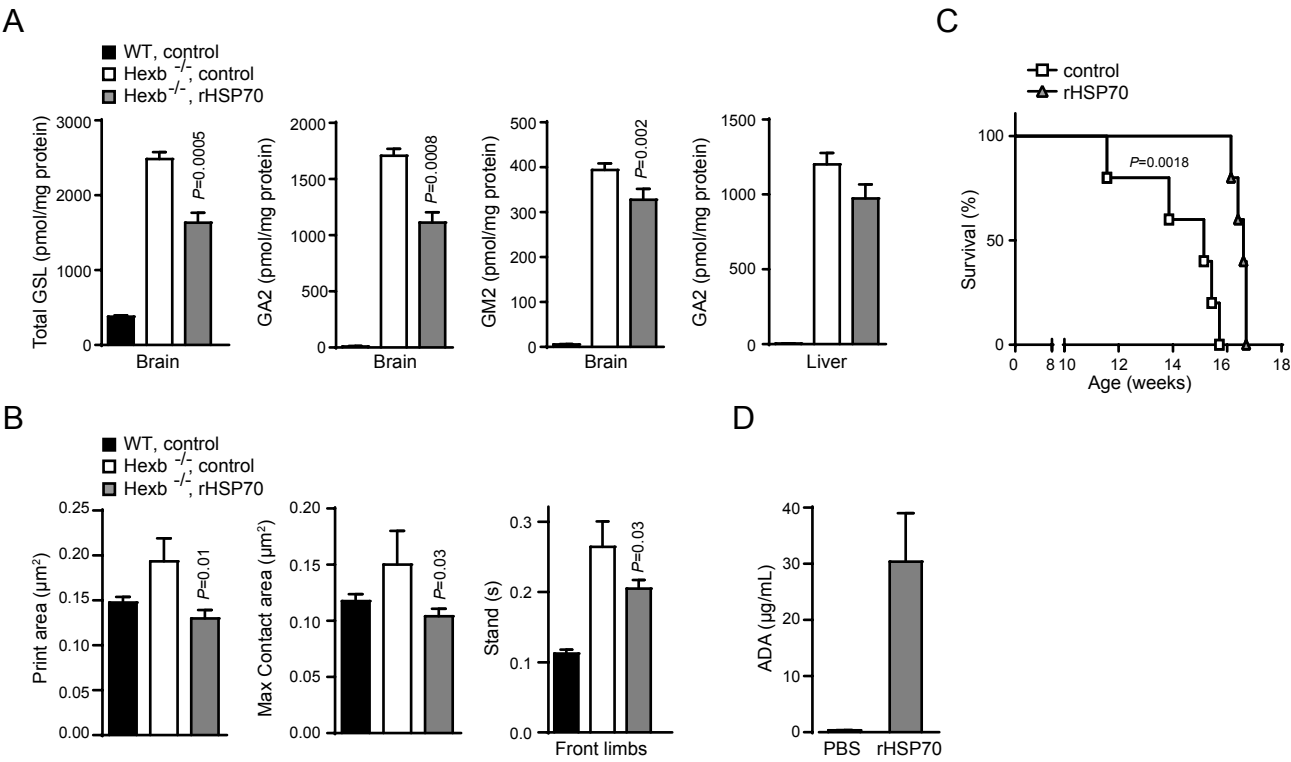 A
WT, control
Hexb -/-, control
Hexb-/-, rHSP70
Total GSL (pmol/mg protein)
3000
2000
1000
0
P=0.0005
Brain
GA2 (pmol/mg protein)
2000
1500
1000
500
0
P=0.0008
Brain
GM2 (pmol/mg protein)
500
400
300
200
100
0
P=0.002
Brain
GA2 (pmol/mg protein)
1500
1000
500
0
Liver
C
control
rHSP70
Survival (%)
100
50
0
P=0.0018
0 8 10 12 14 16 18
Age (weeks)
B
WT, control
Hexb -/-, control
Hexb -/-, rHSP70
Print area (µm²)
0.25
0.20
0.15
0.10
0.05
0.00
P=0.01
Max Contact area (µm²)
0.20
0.15
0.10
0.05
0.00
P=0.03
Stand (s)
0.3
0.2
0.1
0.0
P=0.03
Front limbs
D
ADA (µg/mL)
40
30
20
10
0
PBS rHSP70